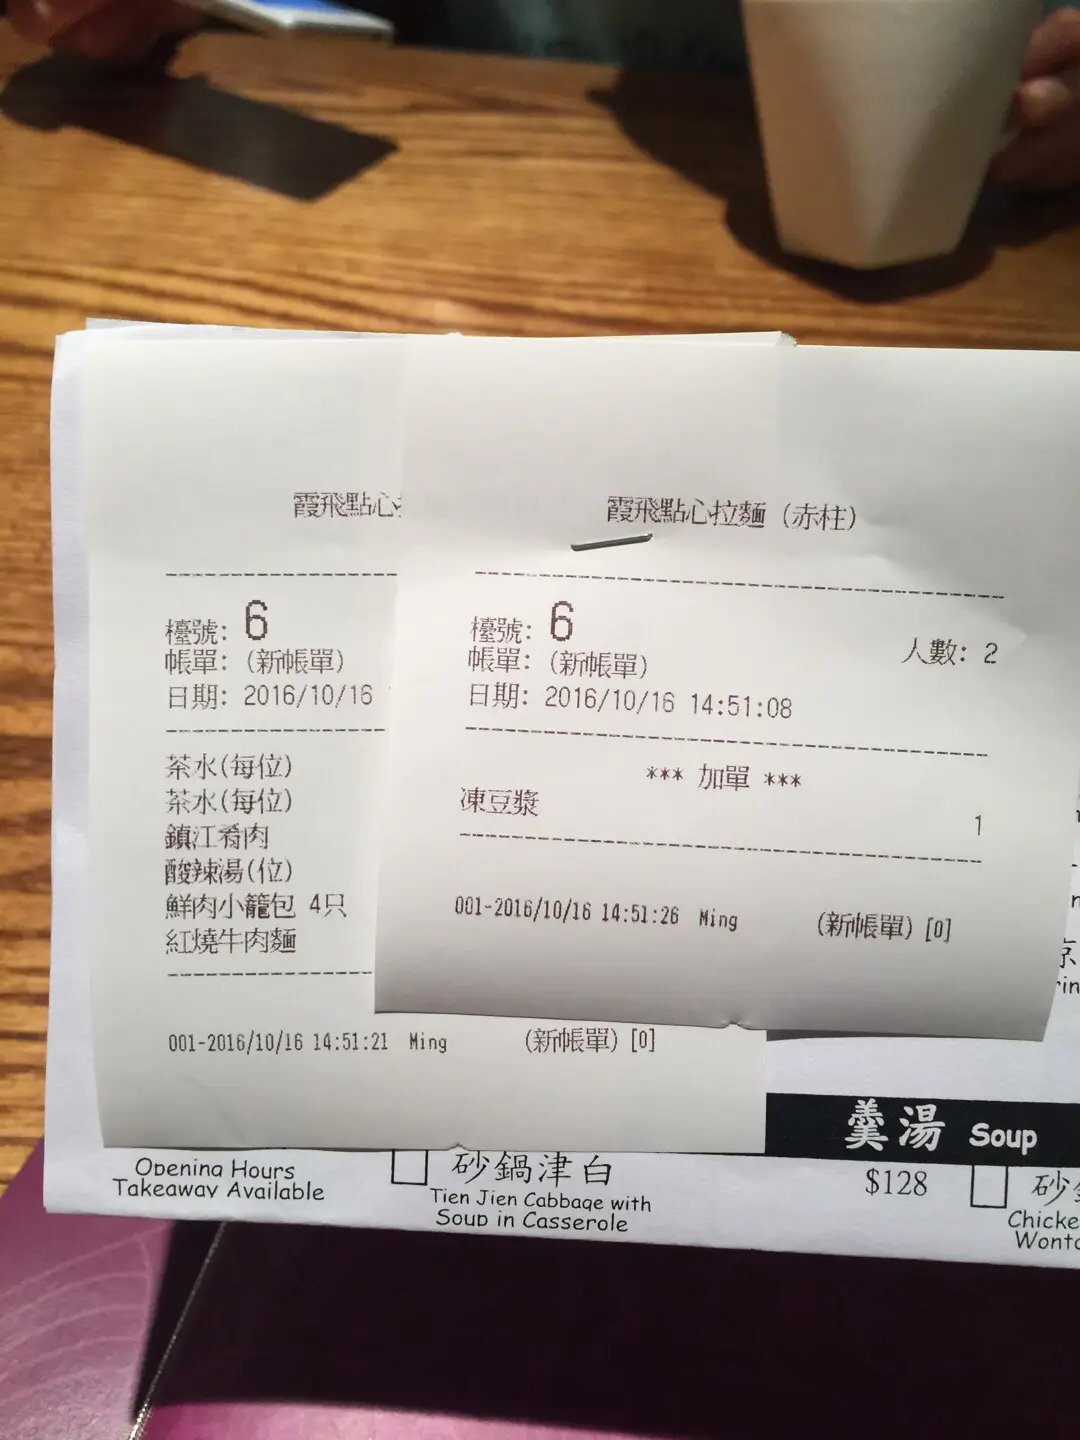 霞飛點心
檯號: 6
帳單: (新帳單)
日期: 2016/10/16
茶水(每位)
茶水(每位)
鎮江肴肉
酸辣湯(位)
鮮肉小籠包 4只
紅燒牛肉麵
001-2016/10/16 14:51:21 Ming (新帳單) [0]
霞飛點心拉麵 (赤柱)
檯號: 6
人數: 2
帳單: (新帳單)
日期: 2016/10/16 14:51:08
*** 加單 ***
凍豆漿 1
001-2016/10/16 14:51:26 Ming (新帳單) [0]
羹湯 Soup
Opening Hours
Takeaway Available
砂鍋津白 $128
Tien Jien Cabbage with
Soup in Casserole
砂
Chicke
Wonto